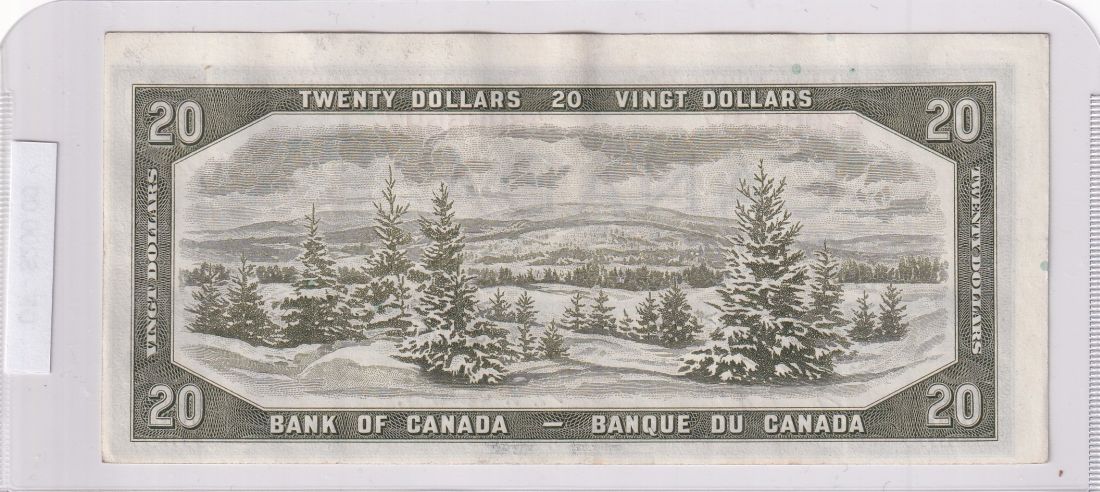 TWENTY DOLLARS 20 VINGT DOLLARS
20
20
VINGT DOLLARS
TWENTY DOLLARS
20
20
BANK OF CANADA — BANQUE DU CANADA